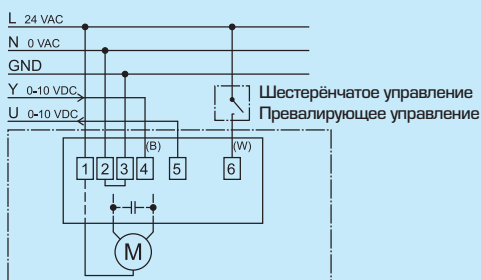 L 24 VAC
N 0 VAC
GND
Y 0-10 VDC
U 0-10 VDC
Шестерёнчатое управление
Превалирующее управление
(B) (W)
1 2 3 4 5 6
M